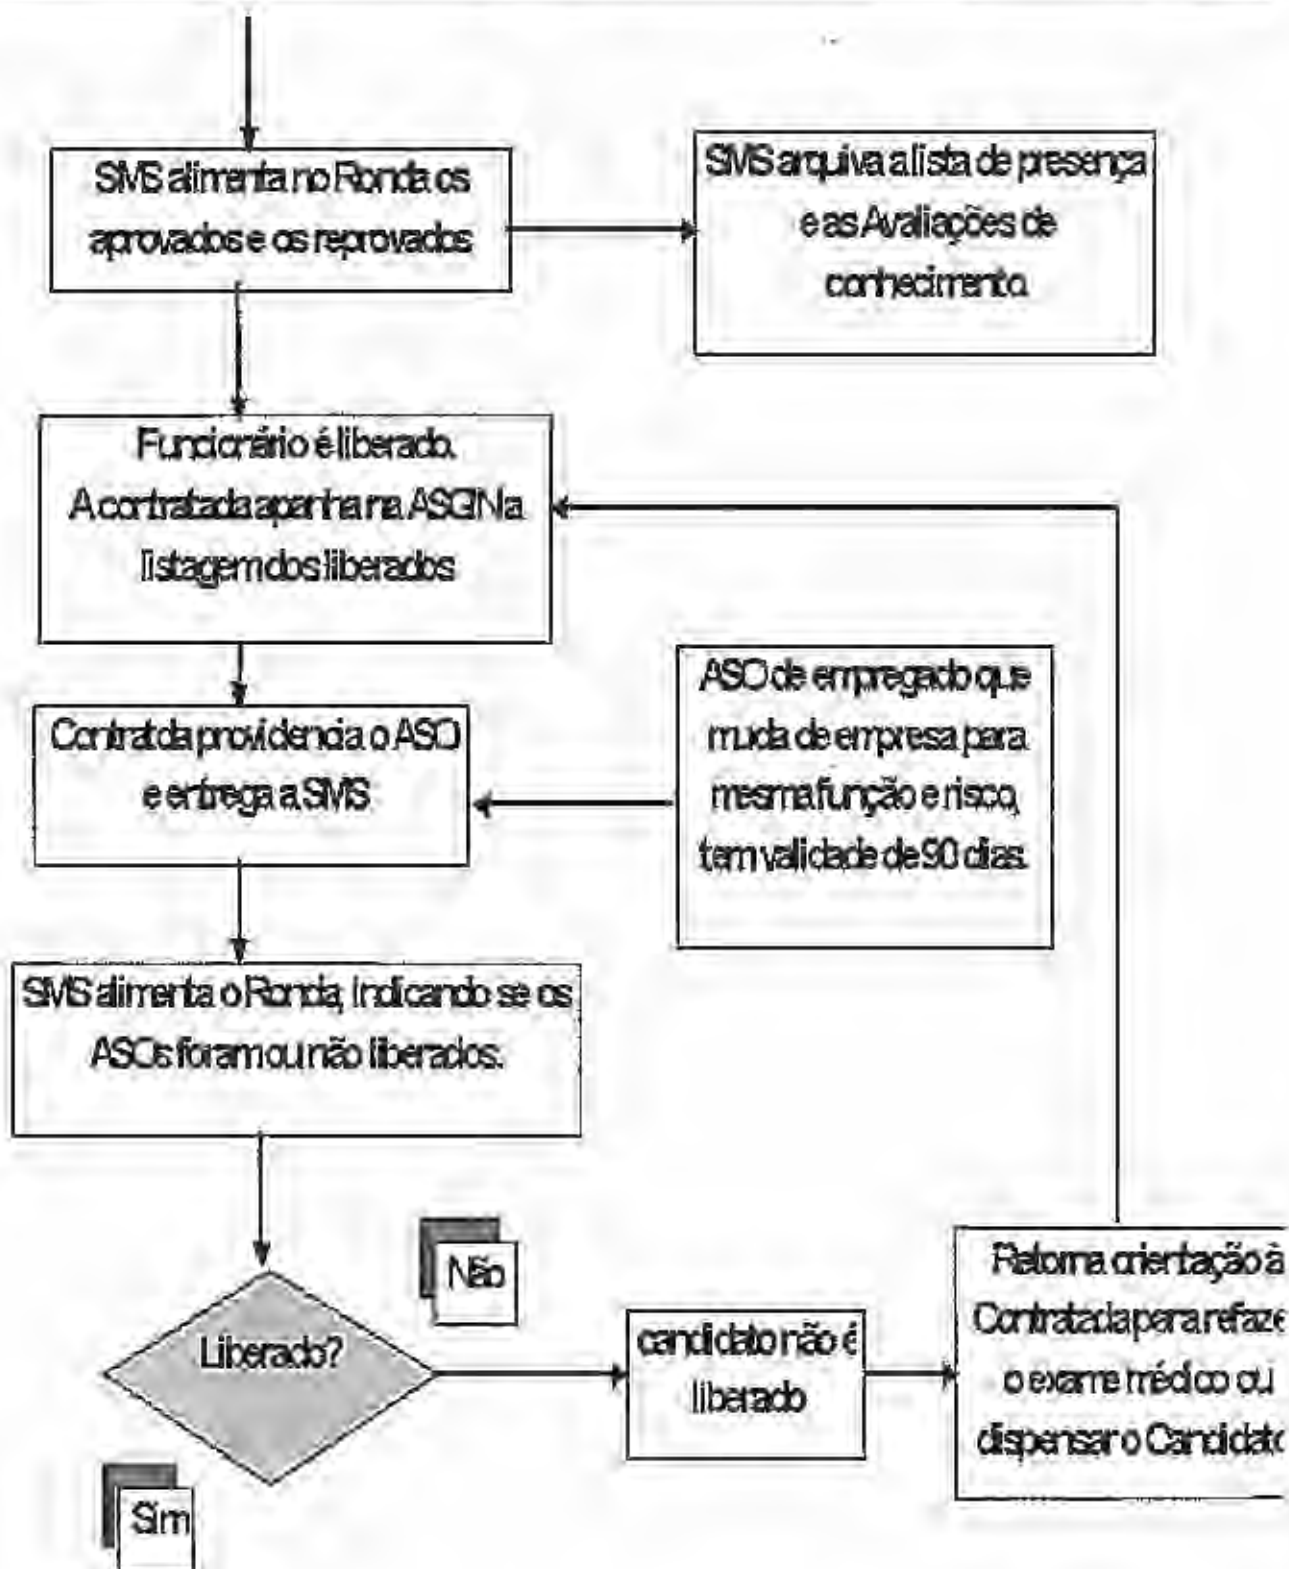 SMS alimenta no Ronda os
aprovados e os reprovados
SMS arquiva a lista de presença
e as Avaliações de
conhecimento.
Funcionário é liberado.
A contratada apanha na ASGIN a
listagem dos liberados
Contratda providencia o ASO
e entrega a SMS.
ASO de empregado que
muda de empresa para
mesma função e risco,
tem validade de 90 dias.
SMS alimenta o Ronda, indicando se os
ASOs foram ou não liberados.
Não
Liberado?
candidato não é
liberado
Retorna orientação à
Contratada para refaze
o exame médico ou
dispensar o Candidato
Sim